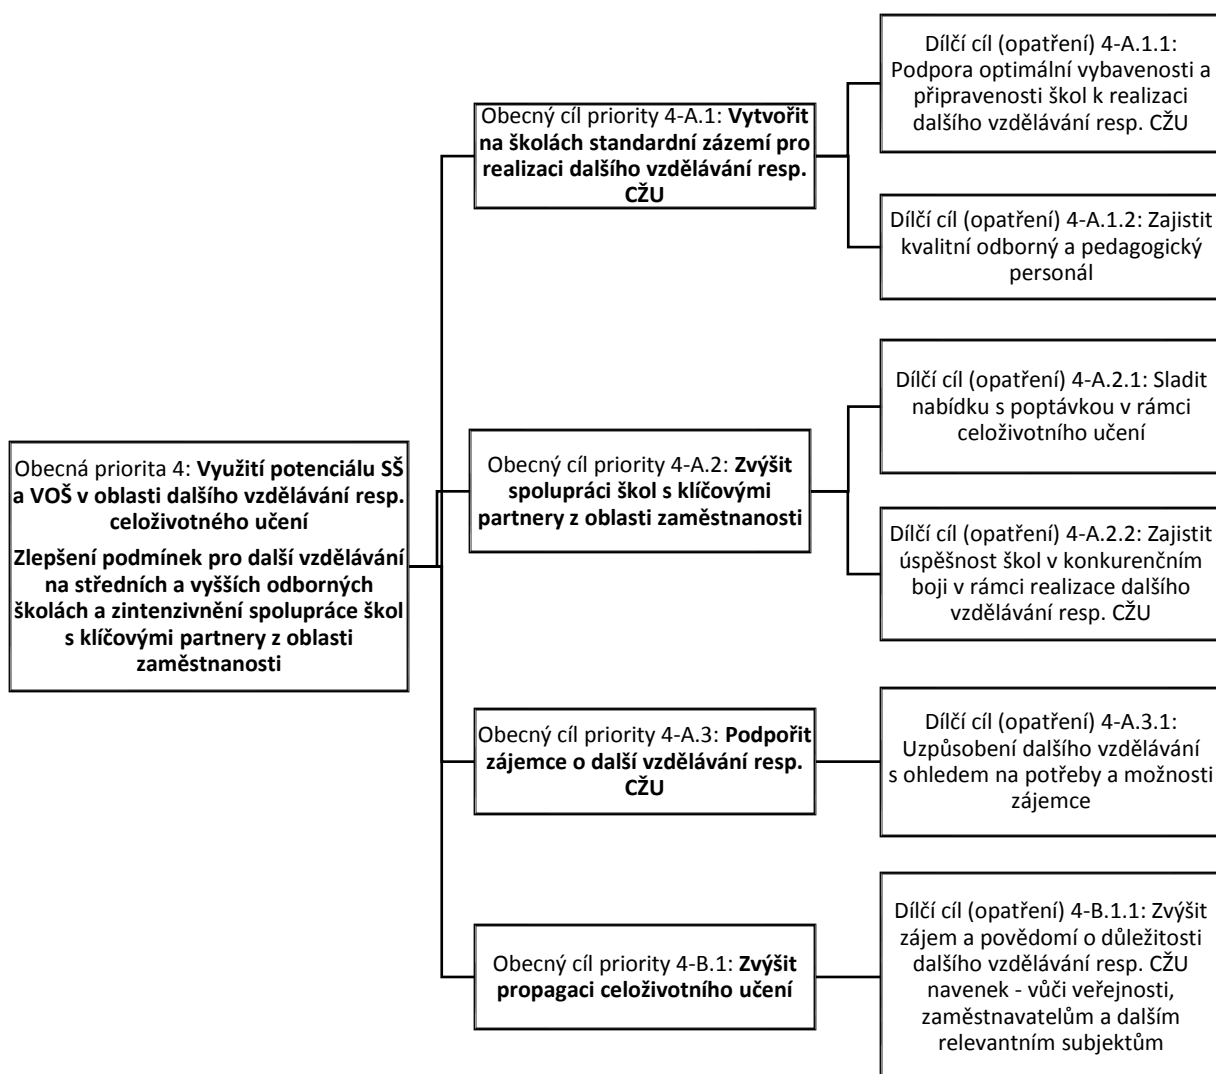 Obecná priorita 4: Využití potenciálu SŠ
a VOŠ v oblasti dalšího vzdělávání resp.
celoživotného učení
Zlepšení podmínek pro další vzdělávání
na středních a vyšších odborných
školách a zintenzivnění spolupráce škol
s klíčovými partnery z oblasti
zaměstnanosti
Obecný cíl priority 4-A.1: Vytvořit
na školách standardní zázemí pro
realizaci dalšího vzdělávání resp.
CŽU
Dílčí cíl (opatření) 4-A.1.1:
Podpora optimální vybavenosti a
připravenosti škol k realizaci
dalšího vzdělávání resp. CŽU
Dílčí cíl (opatření) 4-A.1.2: Zajistit
kvalitní odborný a pedagogický
personál
Obecný cíl priority 4-A.2: Zvýšit
spolupráci škol s klíčovými
partnery z oblasti zaměstnanosti
Dílčí cíl (opatření) 4-A.2.1: Sladit
nabídku s poptávkou v rámci
celoživotního učení
Dílčí cíl (opatření) 4-A.2.2: Zajistit
úspěšnost škol v konkurenčním
boji v rámci realizace dalšího
vzdělávání resp. CŽU
Obecný cíl priority 4-A.3: Podpořit
zájemce o další vzdělávání resp.
CŽU
Dílčí cíl (opatření) 4-A.3.1:
Uzpůsobení dalšího vzdělávání
s ohledem na potřeby a možnosti
zájemce
Obecný cíl priority 4-B.1: Zvýšit
propagaci celoživotního učení
Dílčí cíl (opatření) 4-B.1.1: Zvýšit
zájem a povědomí o důležitosti
dalšího vzdělávání resp. CŽU
navenek - vůči veřejnosti,
zaměstnavatelům a dalším
relevantním subjektům